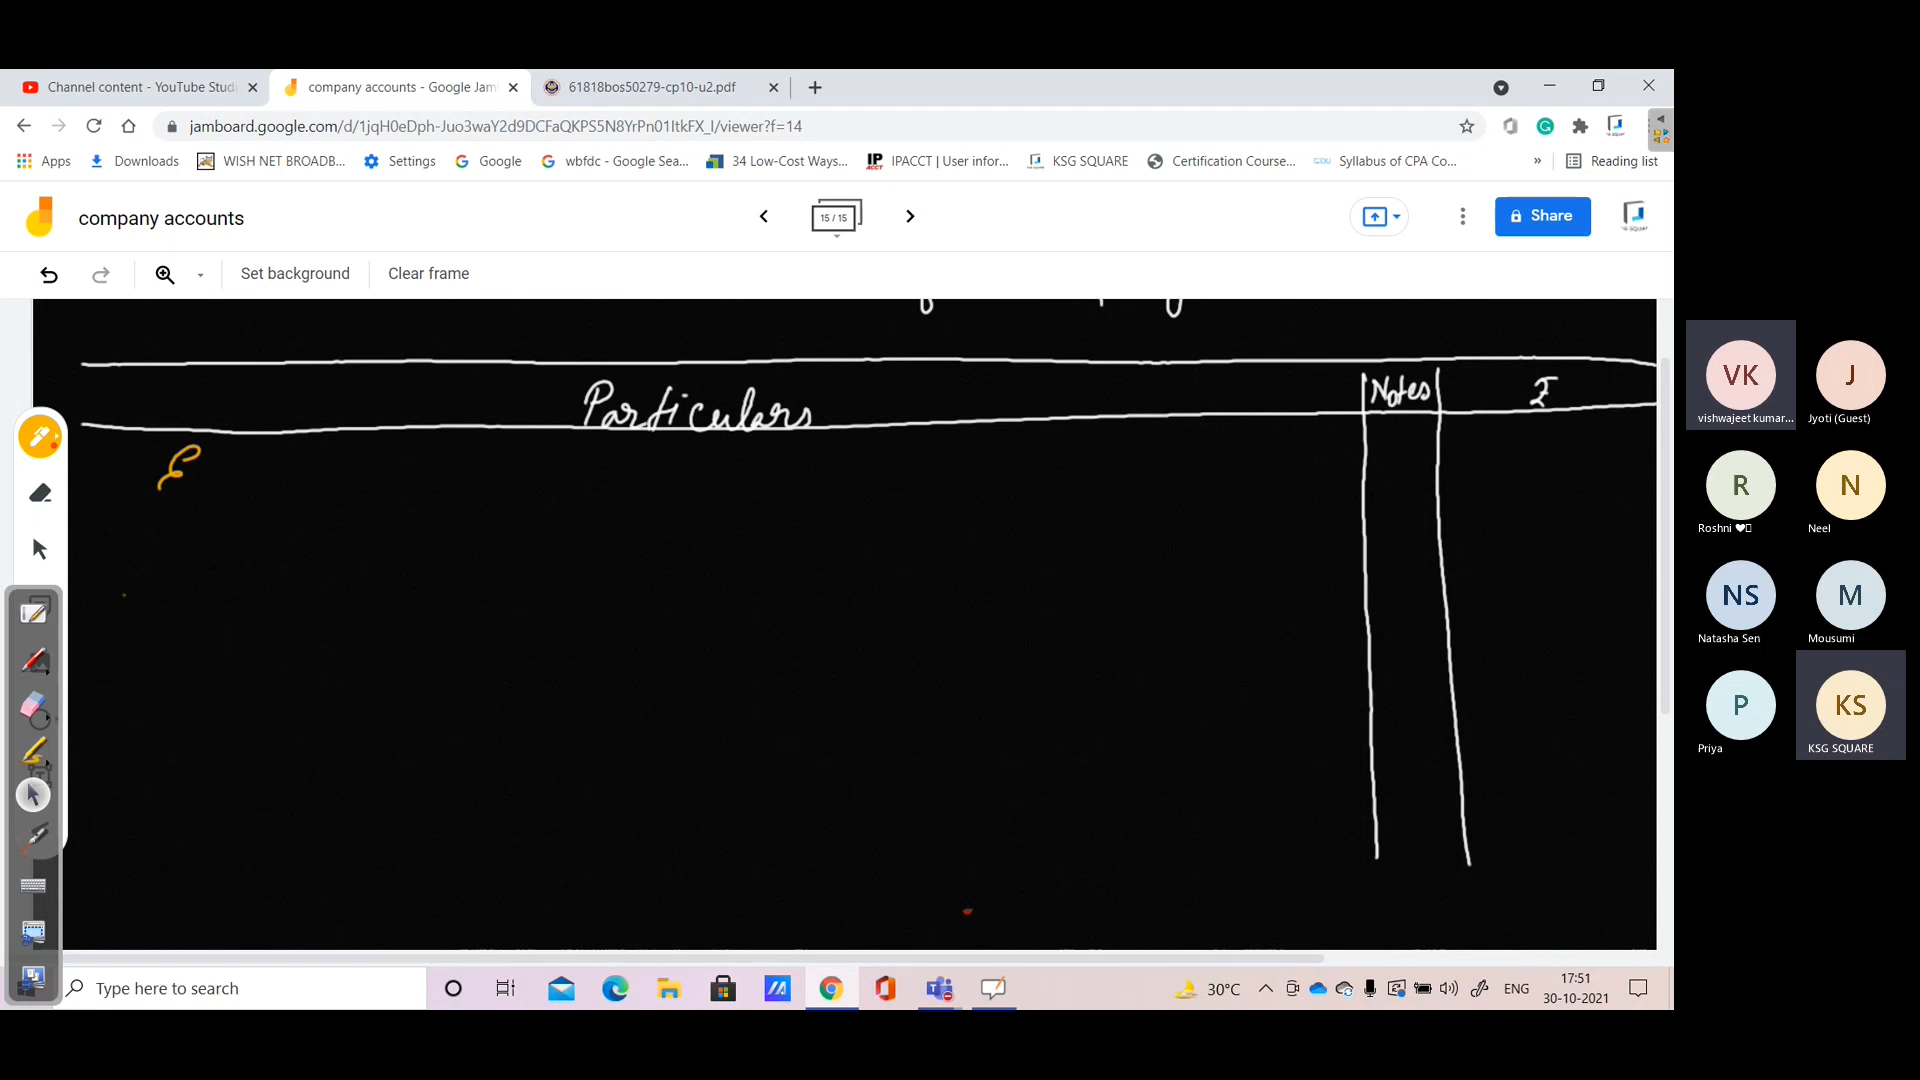 Channel content - YouTube Stud
company accounts - Google Jam
61818bos50279-cp10-u2.pdf
jamboard.google.com/d/1jqH0eDph-Juo3waY2d9DCFaQKPS5N8YrPn01ItkFX_I/viewer?f=14
Apps Downloads WISH NET BROADB... Settings Google wbfdc - Google Sea... 34 Low-Cost Ways... IPACCT | User infor... KSG SQUARE Certification Course... Syllabus of CPA Co... » Reading list
company accounts
15 / 15
Share
Set background Clear frame
Particulars Notes ₹
E
VK J
vishwajeet kumar... Jyoti (Guest)
R N
Roshni Neel
NS M
Natasha Sen Mousumi
P KS
Priya KSG SQUARE
Type here to search
30°C ENG
17:51
30-10-2021